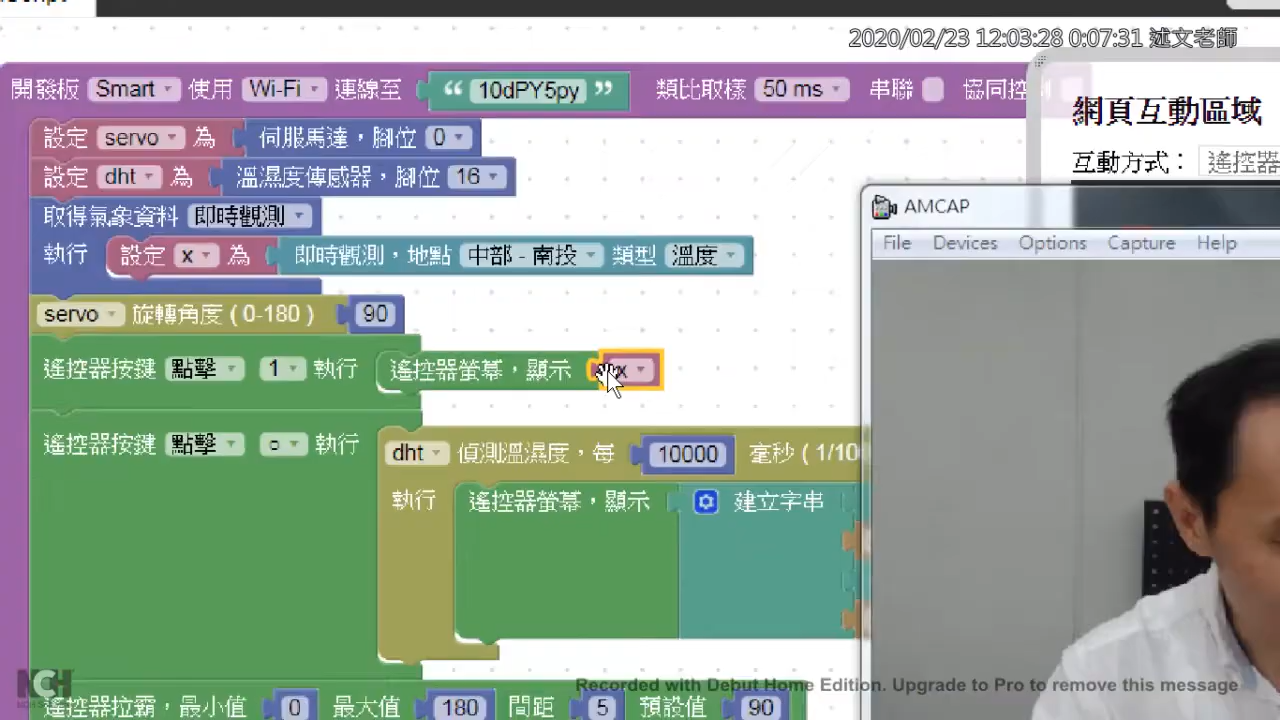 2020/02/23 12:03:28 0:07:31 述文老師
開發板 Smart 使用 Wi-Fi 連線至 “ 10dPY5py ” 類比取樣 50 ms 串聯 協同控
網頁互動區域
設定 servo 為 伺服馬達，腳位 0
互動方式： 遙控器
設定 dht 為 溫濕度傳感器，腳位 16
取得氣象資料 即時觀測
AMCAP
File Devices Options Capture Help
執行 設定 x 為 即時觀測，地點 中部 - 南投 類型 溫度
servo 旋轉角度 ( 0-180 ) 90
遙控器按鍵 點擊 1 執行 遙控器螢幕，顯示 x
遙控器按鍵 點擊 ○ 執行 dht 偵測溫濕度，每 10000 毫秒 ( 1/10
執行 遙控器螢幕，顯示 建立字串
NCH
Recorded with Debut Home Edition. Upgrade to Pro to remove this message
遙控器拉霸，最小值 0 最大值 180 間距 5 預設值 90